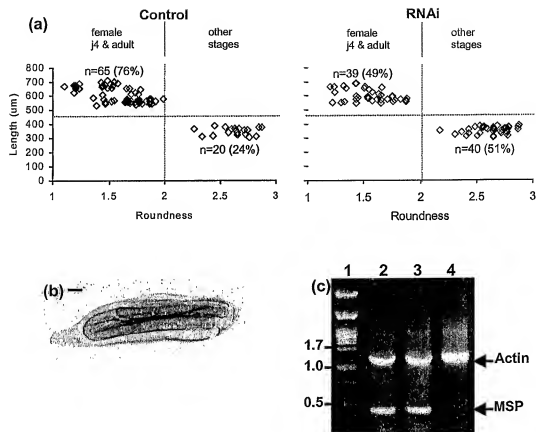 (a)
Control
RNAi
female
j4 & adult
other
stages
female
j4 & adult
other
stages
n=65 (76%)
n=39 (49%)
n=20 (24%)
n=40 (51%)
Length (um)
800
700
600
500
400
300
200
100
0
1
1.5
2
2.5
3
1
1.5
2
2.5
3
Roundness
Roundness
(b)
(c)
1
2
3
4
1.7
1.0
0.5
Actin
MSP